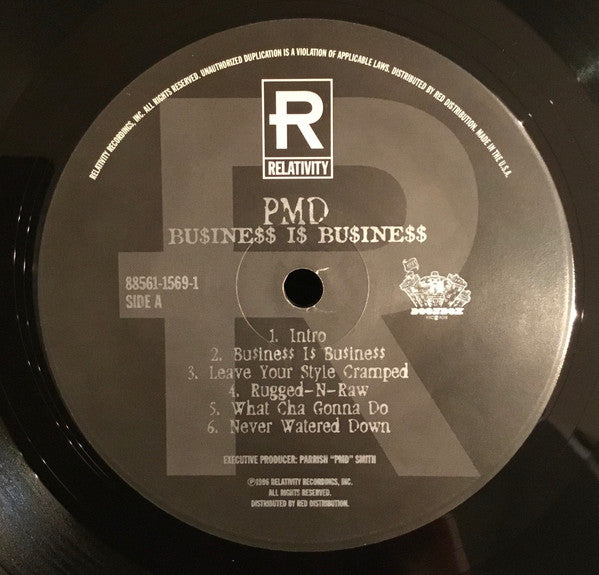 RELATIVITY RECORDINGS, INC. ALL RIGHTS RESERVED. UNAUTHORIZED DUPLICATION IS A VIOLATION OF APPLICABLE LAWS. DISTRIBUTED BY RED DISTRIBUTION. MADE IN THE U.S.A.
R
RELATIVITY
PMD
BU$INE$$ I$ BU$INE$$
88561-1569-1
SIDE A
BOONDOX
1. Intro
2. Bu$ine$$ I$ Bu$ine$$
3. Leave Your Style Cramped
4. Rugged-N-Raw
5. What Cha Gonna Do
6. Never Watered Down
EXECUTIVE PRODUCER: PARRISH "PMD" SMITH
℗1996 RELATIVITY RECORDINGS, INC.
ALL RIGHTS RESERVED.
DISTRIBUTED BY RED DISTRIBUTION.